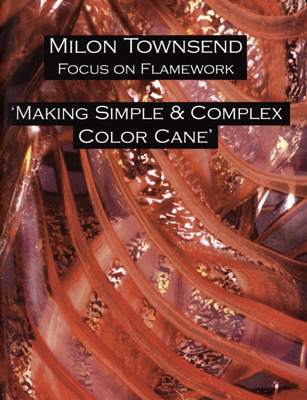 MILON TOWNSEND
FOCUS ON FLAMEWORK
'MAKING SIMPLE & COMPLEX
COLOR CANE'